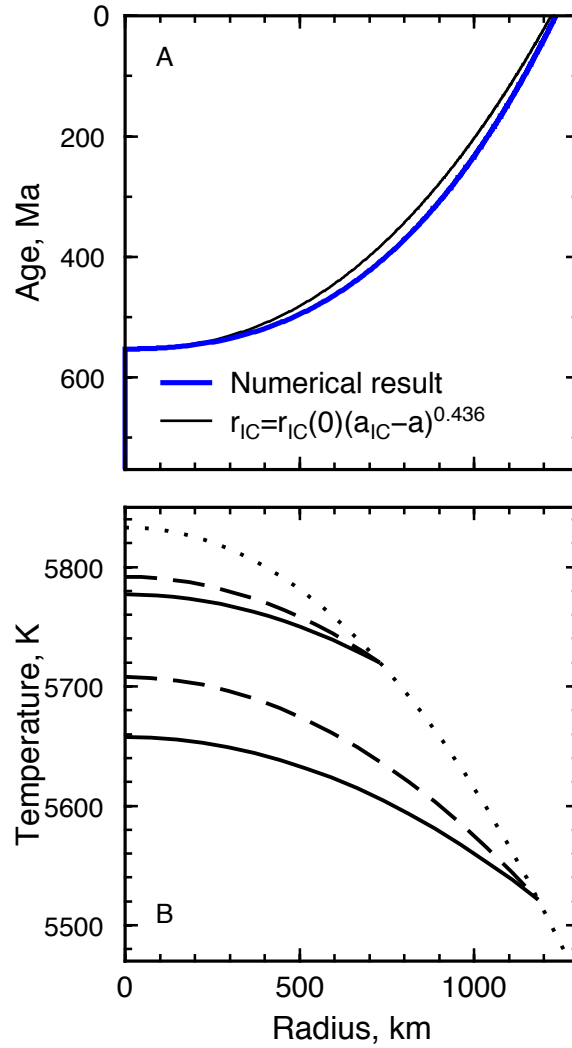 0
A
200
Age, Ma
400
Numerical result
600
r_IC=r_IC(0)(a_IC−a)^0.436
5800
Temperature, K
5700
5600
5500
B
0 500 1000
Radius, km